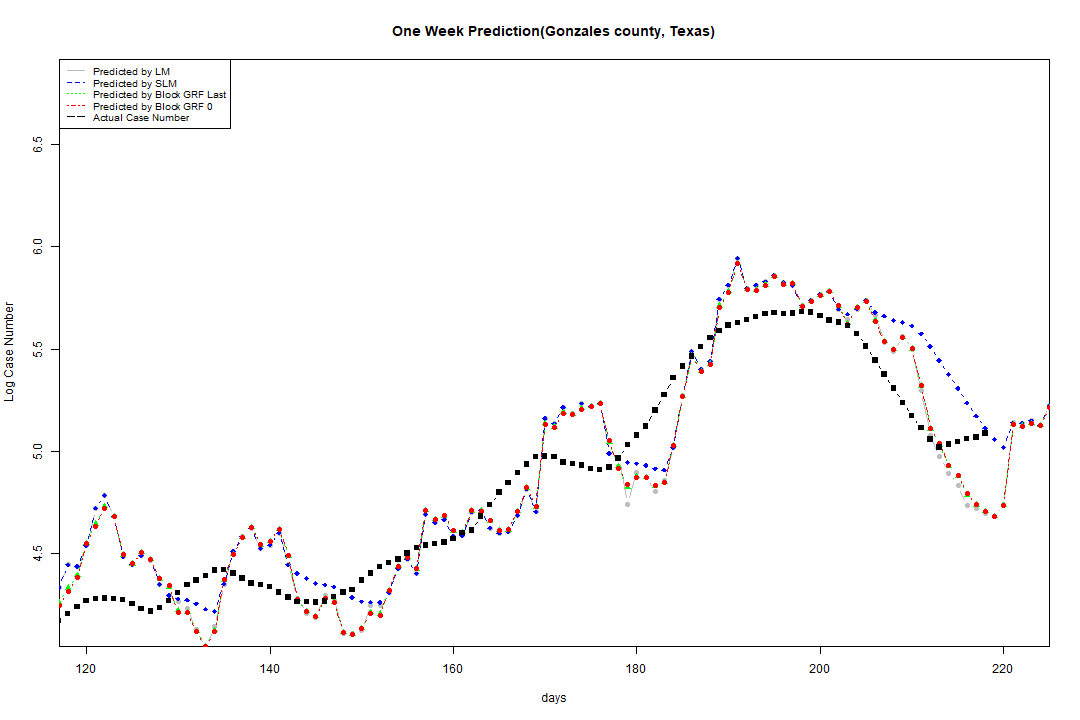 One Week Prediction(Gonzales county, Texas)
Predicted by LM
Predicted by SLM
Predicted by Block GRF Last
Predicted by Block GRF 0
Actual Case Number
6.5
6.0
5.5
5.0
4.5
Log Case Number
120 140 160 180 200 220
days